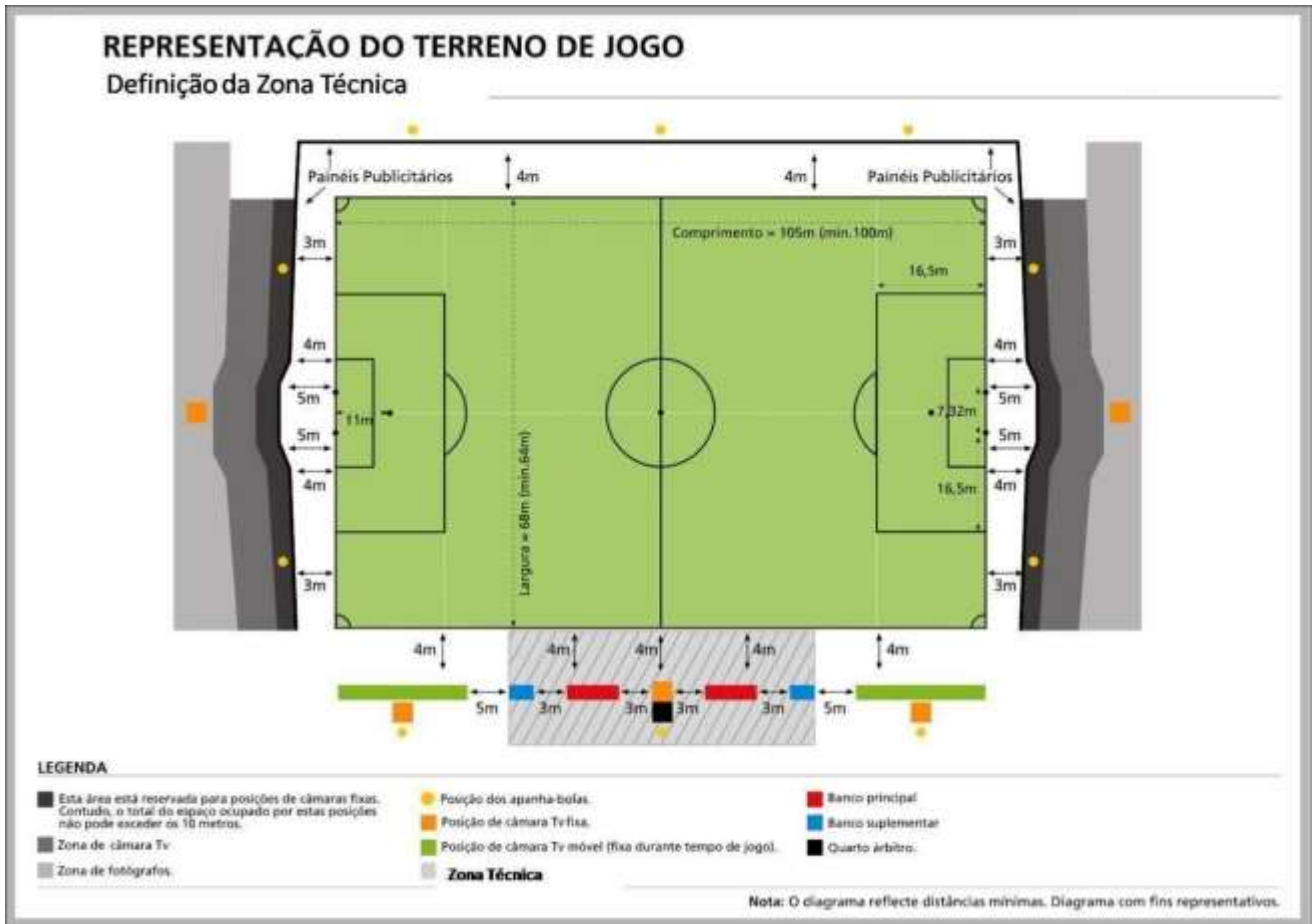 REPRESENTAÇÃO DO TERRENO DE JOGO
Definição da Zona Técnica
Painéis Publicitários
4m
4m
Painéis Publicitários
3m
Comprimento = 105m (min.100m)
3m
16,5m
4m
4m
5m
5m
11m
7,32m
5m
5m
4m
16,5m
4m
Largura = 68m (min.64m)
3m
3m
4m
4m
4m
4m
4m
5m
3m
3m
3m
3m
5m
LEGENDA
Esta área está reservada para posições de câmaras fixas.
Contudo, o total do espaço ocupado por estas posições
não pode exceder os 10 metros.
Zona de câmara Tv
Zona de fotógrafos.
Posição dos apanha-bolas.
Posição de câmara Tv fixa.
Posição de câmara Tv móvel (fixa durante tempo de jogo).
Zona Técnica
Banco principal
Banco suplementar
Quarto árbitro.
Nota: O diagrama reflecte distâncias mínimas. Diagrama com fins representativos.